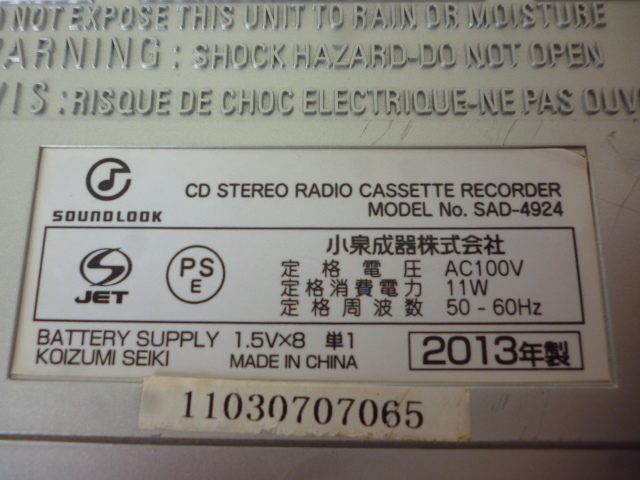 NOT EXPOSE THIS UNIT TO RAIN OR MOISTURE
WARNING : SHOCK HAZARD-DO NOT OPEN
AVIS : RISQUE DE CHOC ELECTRIQUE-NE PAS OUV
SOUNDLOOK
CD STEREO RADIO CASSETTE RECORDER
MODEL No. SAD-4924
S
JET
PS
E
小泉成器株式会社
定格電圧 AC100V
定格消費電力 11W
定格周波数 50 - 60Hz
BATTERY SUPPLY 1.5V×8 単1
KOIZUMI SEIKI MADE IN CHINA
2013年製
11030707065